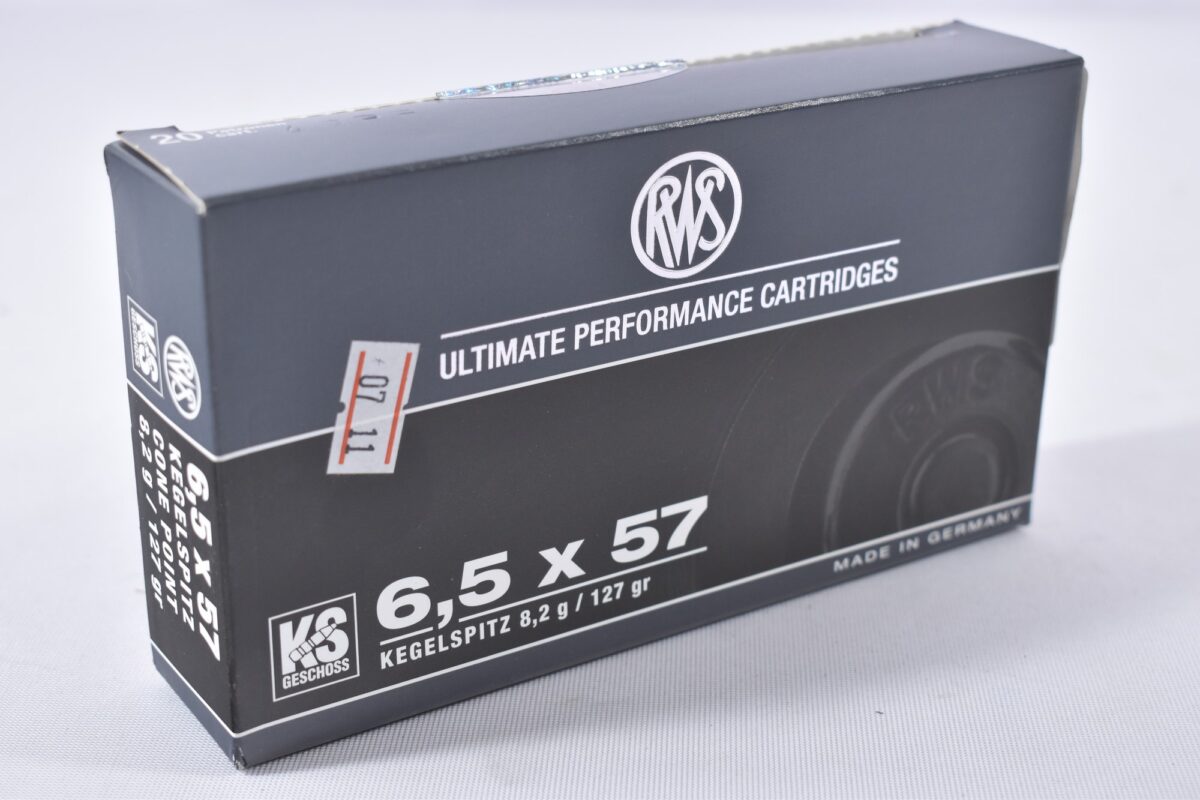 20
RWS
ULTIMATE PERFORMANCE CARTRIDGES
07 11
6,5 x 57
KEGELSPITZ 8,2 g / 127 gr
KS
GESCHOSS
RWS
MADE IN GERMANY
KS
RWS
6,5 x 57
KEGELSPITZ
CONE POINT
8,2 g / 127 gr